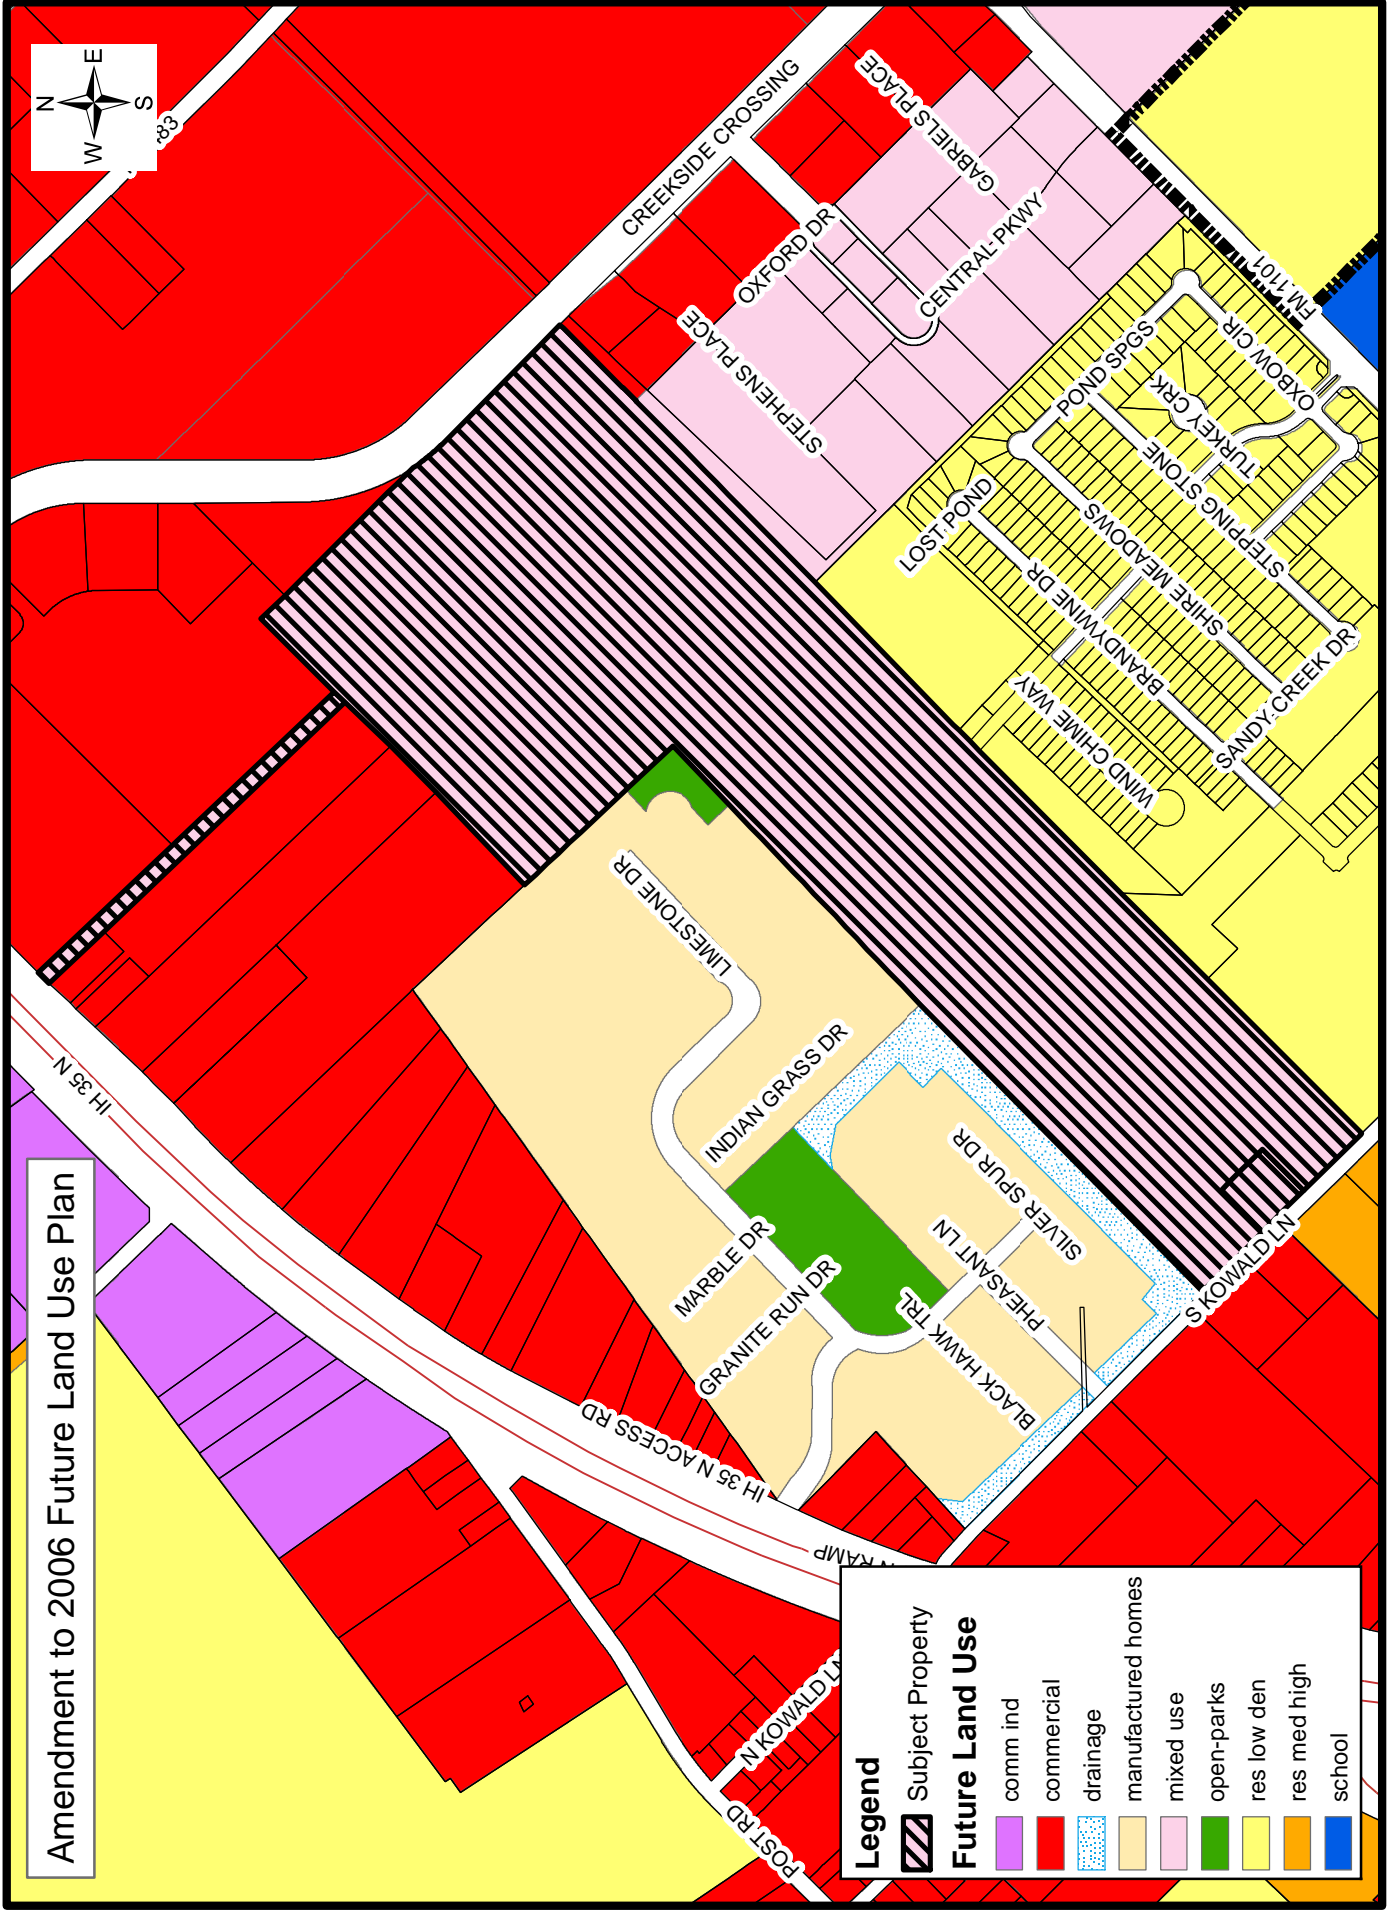 Amendment to 2006 Future Land Use Plan
N
W
E
S
83
CREEKSIDE CROSSING
GABRIELS PLACE
OXFORD DR
CENTRAL PKWY
STEPHENS PLACE
FM 1101
POND SPGS
OXBOW CIR
TURKEY CRK
STEPPING STONE
LOST POND
SHIRE MEADOWS
BRANDYWINE DR
WIND CHIME WAY
SANDY CREEK DR
IH 35 N
LIMESTONE DR
INDIAN GRASS DR
MARBLE DR
GRANITE RUN DR
SILVER SPUR DR
PHEASANT LN
BLACK HAWK TRL
S KOWALD LN
IH 35 N ACCESS RD
N RAMP
N KOWALD LN
POST RD
Legend
Subject Property
Future Land Use
comm ind
commercial
drainage
manufactured homes
mixed use
open-parks
res low den
res med high
school